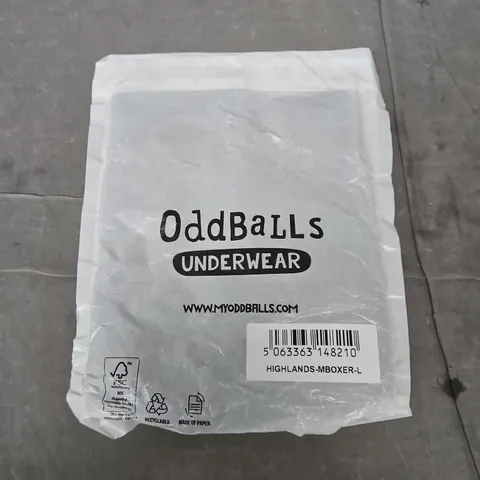 OddBaLLs
UNDERWEAR
WWW.MYODDBALLS.COM
5 063363 148210
HIGHLANDS-MBOXER-L
FSC
RECYCLABLE
MADE OF PAPER